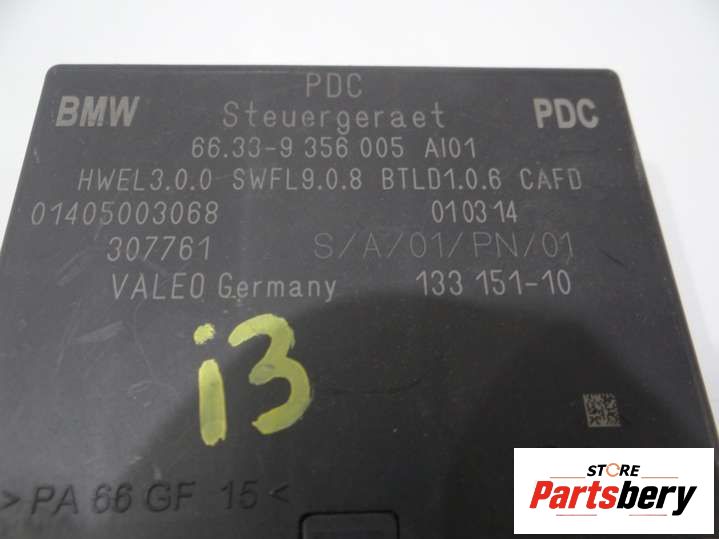 PDC
BMW Steuergeraet PDC
66.33-9 356 005 AI01
HWEL3.0.0 SWFL9.0.8 BTLD1.0.6 CAFD
01405003068 010314
307761 S/A/01/PN/01
VALEO Germany 133 151-10
i3
>PA 66 GF 15<
STORE
Partsbery